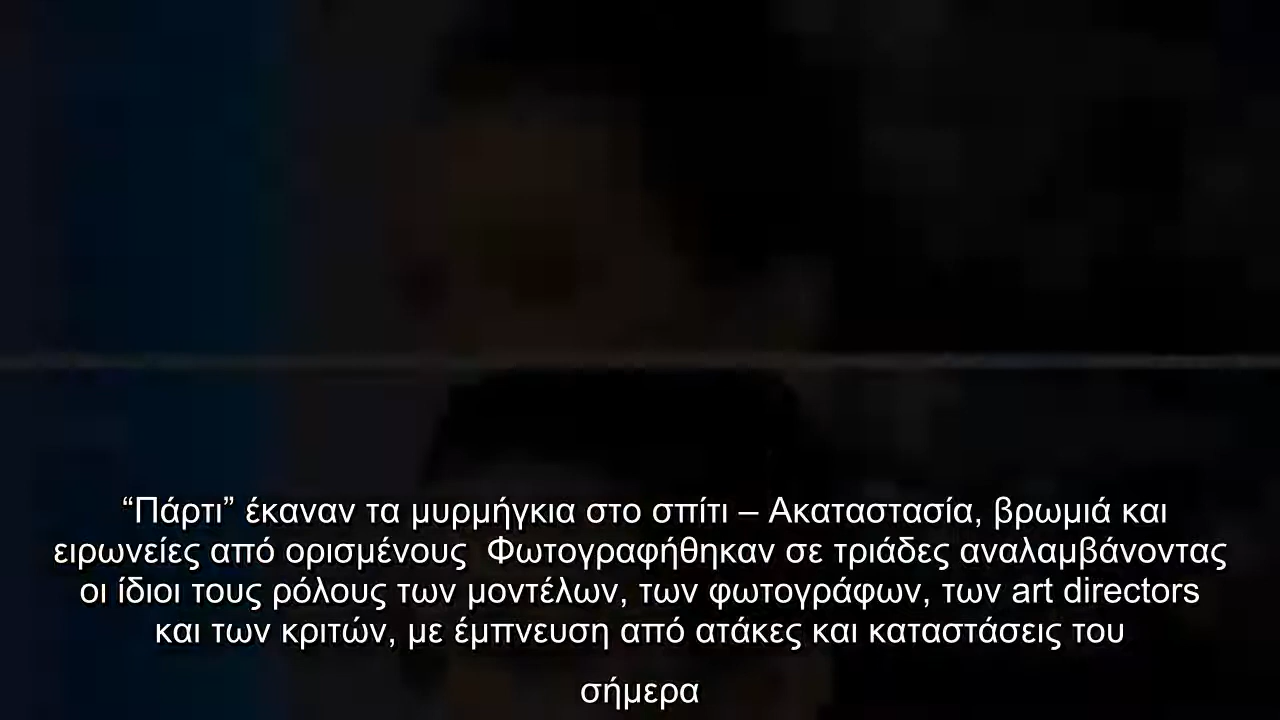 “Πάρτι” έκαναν τα μυρμήγκια στο σπίτι – Ακαταστασία, βρωμιά και
ειρωνείες από ορισμένους  Φωτογραφήθηκαν σε τριάδες αναλαμβάνοντας
οι ίδιοι τους ρόλους των μοντέλων, των φωτογράφων, των art directors
και των κριτών, με έμπνευση από ατάκες και καταστάσεις του
σήμερα